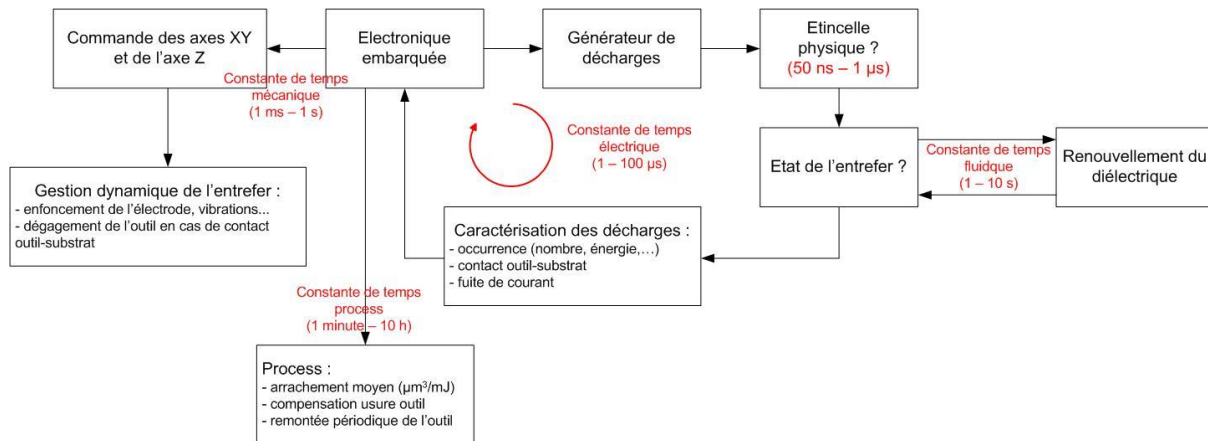 Commande des axes XY
et de l'axe Z
Electronique
embarquée
Générateur de
décharges
Etincelle
physique ?
(50 ns – 1 µs)
Constante de temps
mécanique
(1 ms – 1 s)
Constante de temps
électrique
(1 – 100 µs)
Etat de l'entrefer ?
Constante de temps
fluidque
(1 – 10 s)
Renouvellement du
diélectrique
Gestion dynamique de l'entrefer :
- enfoncement de l'électrode, vibrations...
- dégagement de l'outil en cas de contact
outil-substrat
Caractérisation des décharges :
- occurrence (nombre, énergie,…)
- contact outil-substrat
- fuite de courant
Constante de temps
process
(1 minute – 10 h)
Process :
- arrachement moyen (µm³/mJ)
- compensation usure outil
- remontée périodique de l'outil